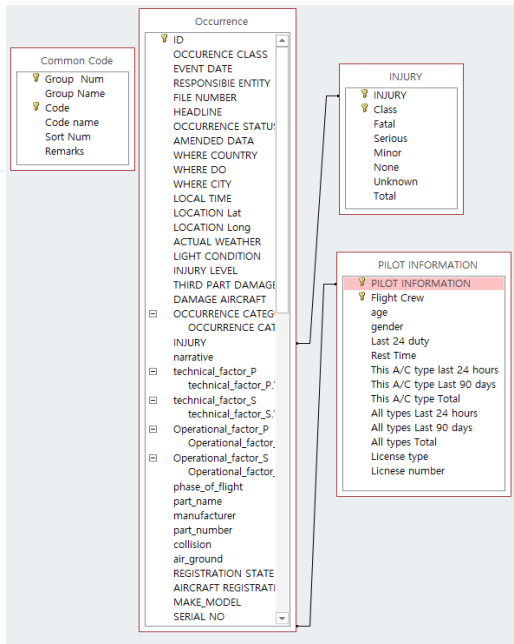 Common Code
Group Num
Group Name
Code
Code name
Sort Num
Remarks
Occurrence
ID
OCCURENCE CLASS
EVENT DATE
RESPONSIBIE ENTITY
FILE NUMBER
HEADLINE
OCCURRENCE STATUS
AMENDED DATA
WHERE COUNTRY
WHERE DO
WHERE CITY
LOCAL TIME
LOCATION Lat
LOCATION Long
ACTUAL WEATHER
LIGHT CONDITION
INJURY LEVEL
THIRD PART DAMAGE
DAMAGE AIRCRAFT
OCCURRENCE CATEG
OCCURRENCE CAT
INJURY
narrative
technical_factor_P
technical_factor_P.
technical_factor_S
technical_factor_S.
Operational_factor_P
Operational_factor_
Operational_factor_S
Operational_factor_
phase_of_flight
part_name
manufacturer
part_number
collision
air_ground
REGISTRATION STATE
AIRCRAFT REGISTRATI
MAKE_MODEL
SERIAL NO
INJURY
INJURY
Class
Fatal
Serious
Minor
None
Unknown
Total
PILOT INFORMATION
PILOT INFORMATION
Flight Crew
age
gender
Last 24 duty
Rest Time
This A/C type last 24 hours
This A/C type Last 90 days
This A/C type Total
All types Last 24 hours
All types Last 90 days
All types Total
License type
Licnese number